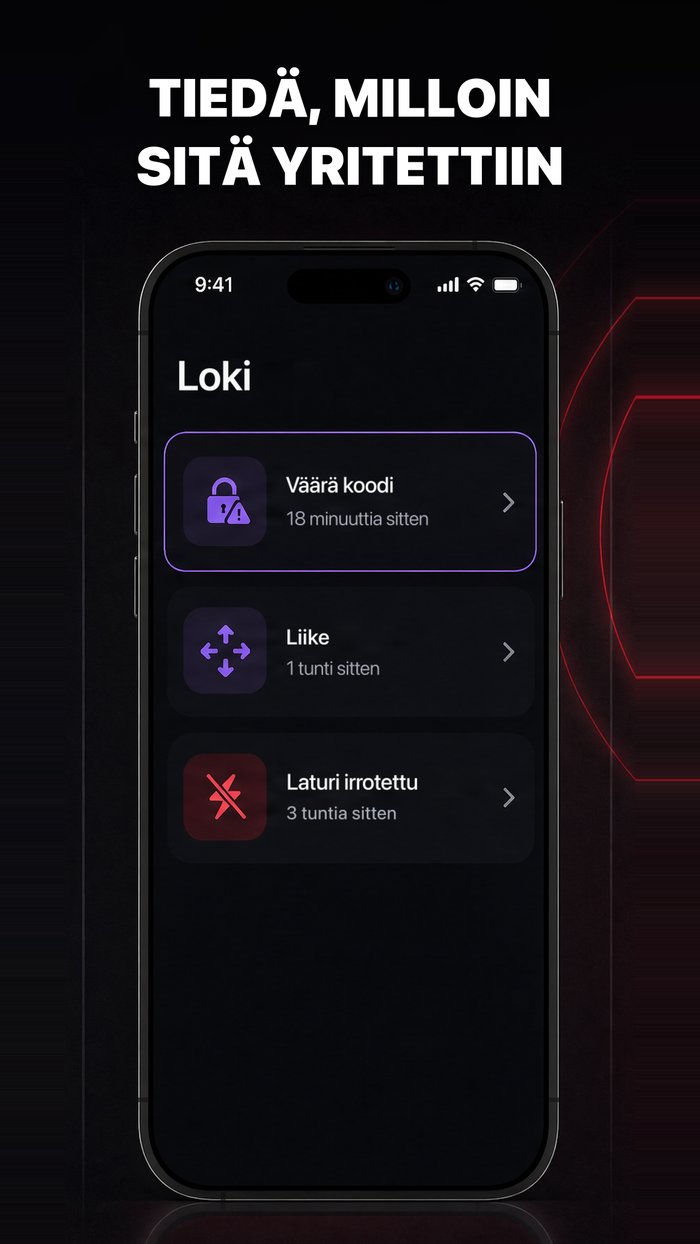 TIEDÄ, MILLOIN
SITÄ YRITETTIIN
9:41
Loki
Väärä koodi
18 minuuttia sitten
Liike
1 tunti sitten
Laturi irrotettu
3 tuntia sitten